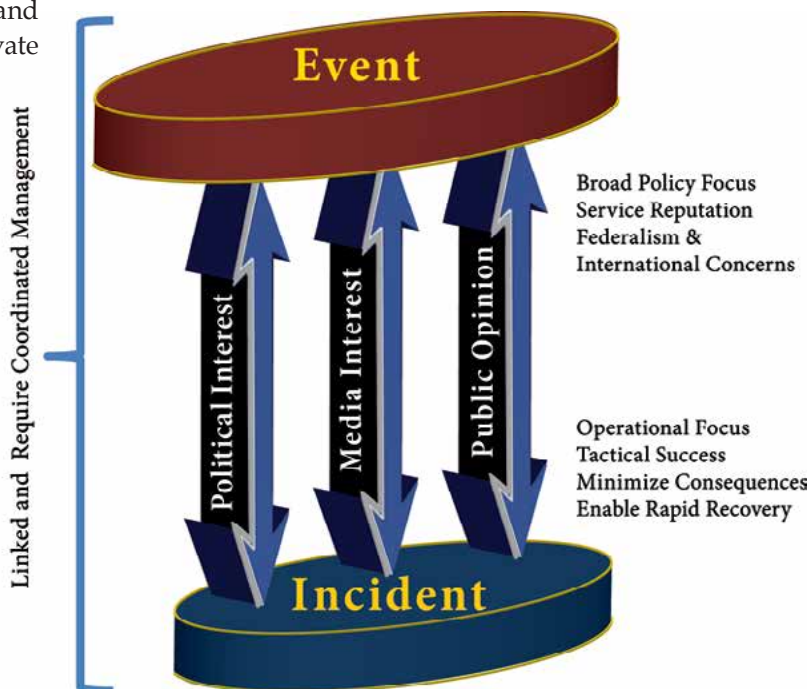 and
vate
Event
Linked and Require Coordinated Management
Political Interest
Media Interest
Public Opinion
Broad Policy Focus
Service Reputation
Federalism &
International Concerns
Operational Focus
Tactical Success
Minimize Consequences
Enable Rapid Recovery
Incident